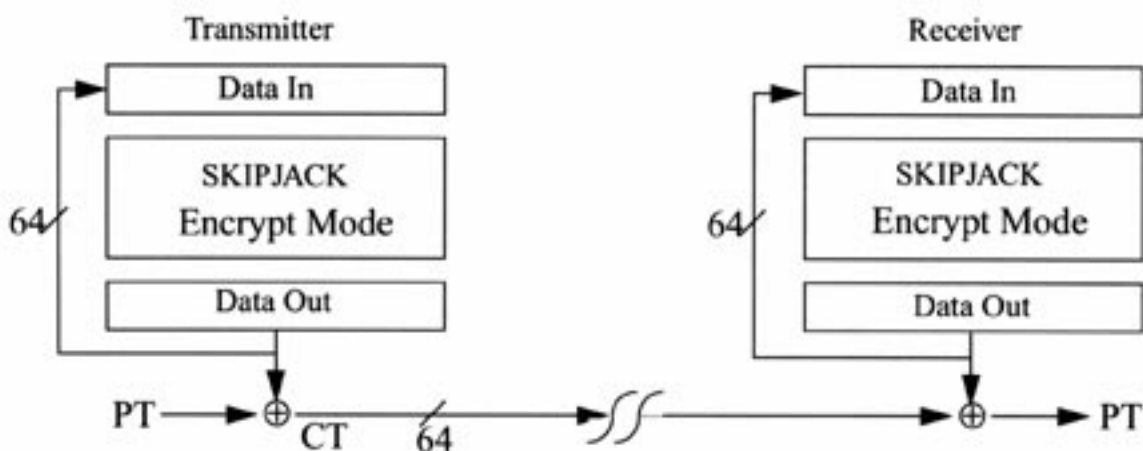 Transmitter
Receiver
Data In
Data In
SKIPJACK
Encrypt Mode
SKIPJACK
Encrypt Mode
64
64
Data Out
Data Out
PT
CT
64
PT